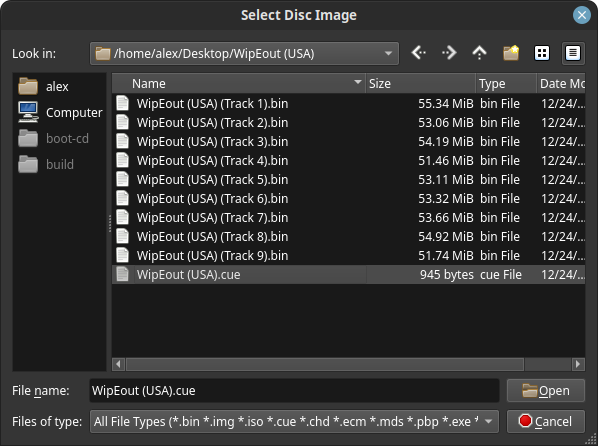 Select Disc Image
Look in: /home/alex/Desktop/WipEout (USA)
alex
Computer
boot-cd
build
Name Size Type Date Mo
WipEout (USA) (Track 1).bin 55.34 MiB bin File 12/24/...
WipEout (USA) (Track 2).bin 53.06 MiB bin File 12/24/...
WipEout (USA) (Track 3).bin 54.19 MiB bin File 12/24/...
WipEout (USA) (Track 4).bin 51.46 MiB bin File 12/24/...
WipEout (USA) (Track 5).bin 53.11 MiB bin File 12/24/...
WipEout (USA) (Track 6).bin 53.32 MiB bin File 12/24/...
WipEout (USA) (Track 7).bin 53.66 MiB bin File 12/24/...
WipEout (USA) (Track 8).bin 54.92 MiB bin File 12/24/...
WipEout (USA) (Track 9).bin 51.74 MiB bin File 12/24/...
WipEout (USA).cue 945 bytes cue File 12/24/...
File name: WipEout (USA).cue Open
Files of type: All File Types (*.bin *.img *.iso *.cue *.chd *.ecm *.mds *.pbp *.exe * Cancel